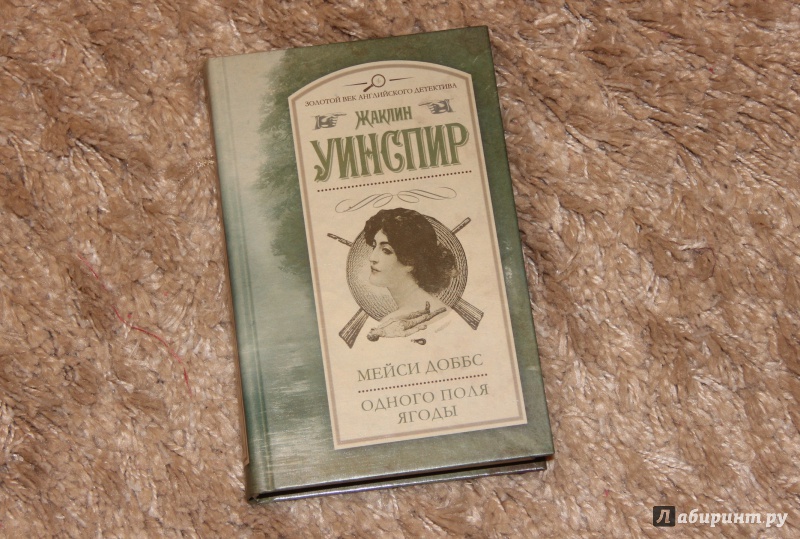 ЗОЛОТОЙ ВЕК АНГЛИЙСКОГО ДЕТЕКТИВА
ЖАКЛИН
УИНСПИР
МЕЙСИ ДОББС
ОДНОГО ПОЛЯ
ЯГОДЫ
Лабиринт.ру